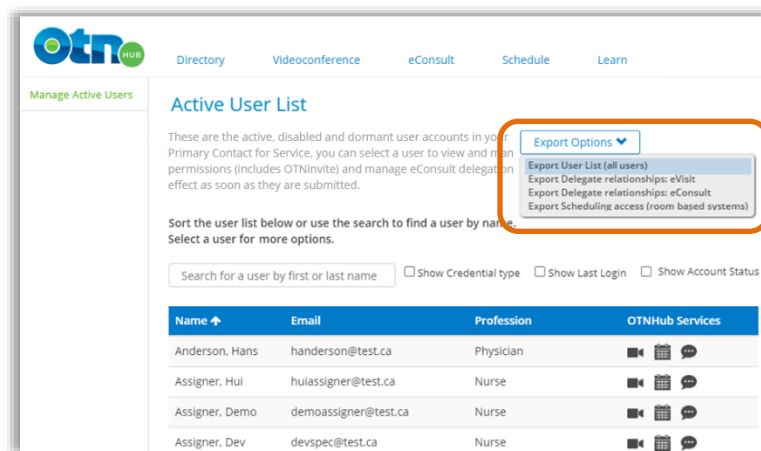 otn HUB
Directory Videoconference eConsult Schedule Learn
Manage Active Users
Active User List
These are the active, disabled and dormant user accounts in your
Primary Contact for Service, you can select a user to view and man
permissions (includes OTNinvite) and manage eConsult delegation
effect as soon as they are submitted.
Export Options
Export User List (all users)
Export Delegate relationships: eVisit
Export Delegate relationships: eConsult
Export Scheduling access (room based systems)
Sort the user list below or use the search to find a user by name.
Select a user for more options.
Search for a user by first or last name Show Credential type Show Last Login Show Account Status
Name Email Profession OTNHub Services
Anderson, Hans handerson@test.ca Physician
Assigner, Hui huiassigner@test.ca Nurse
Assigner, Demo demoassigner@test.ca Nurse
Assigner, Dev devspec@test.ca Nurse